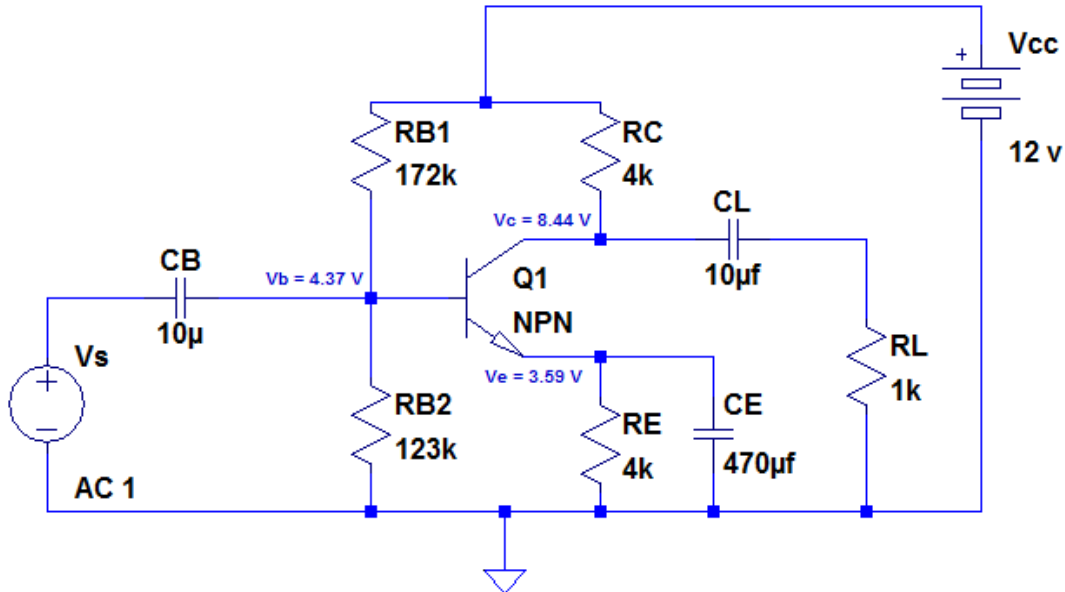 Vcc
+
12 v
RB1
172k
RC
4k
Vc = 8.44 V
CL
10µf
CB
10µ
Vb = 4.37 V
Q1
NPN
Vs
+
−
AC 1
RB2
123k
Ve = 3.59 V
RE
4k
CE
470µf
RL
1k